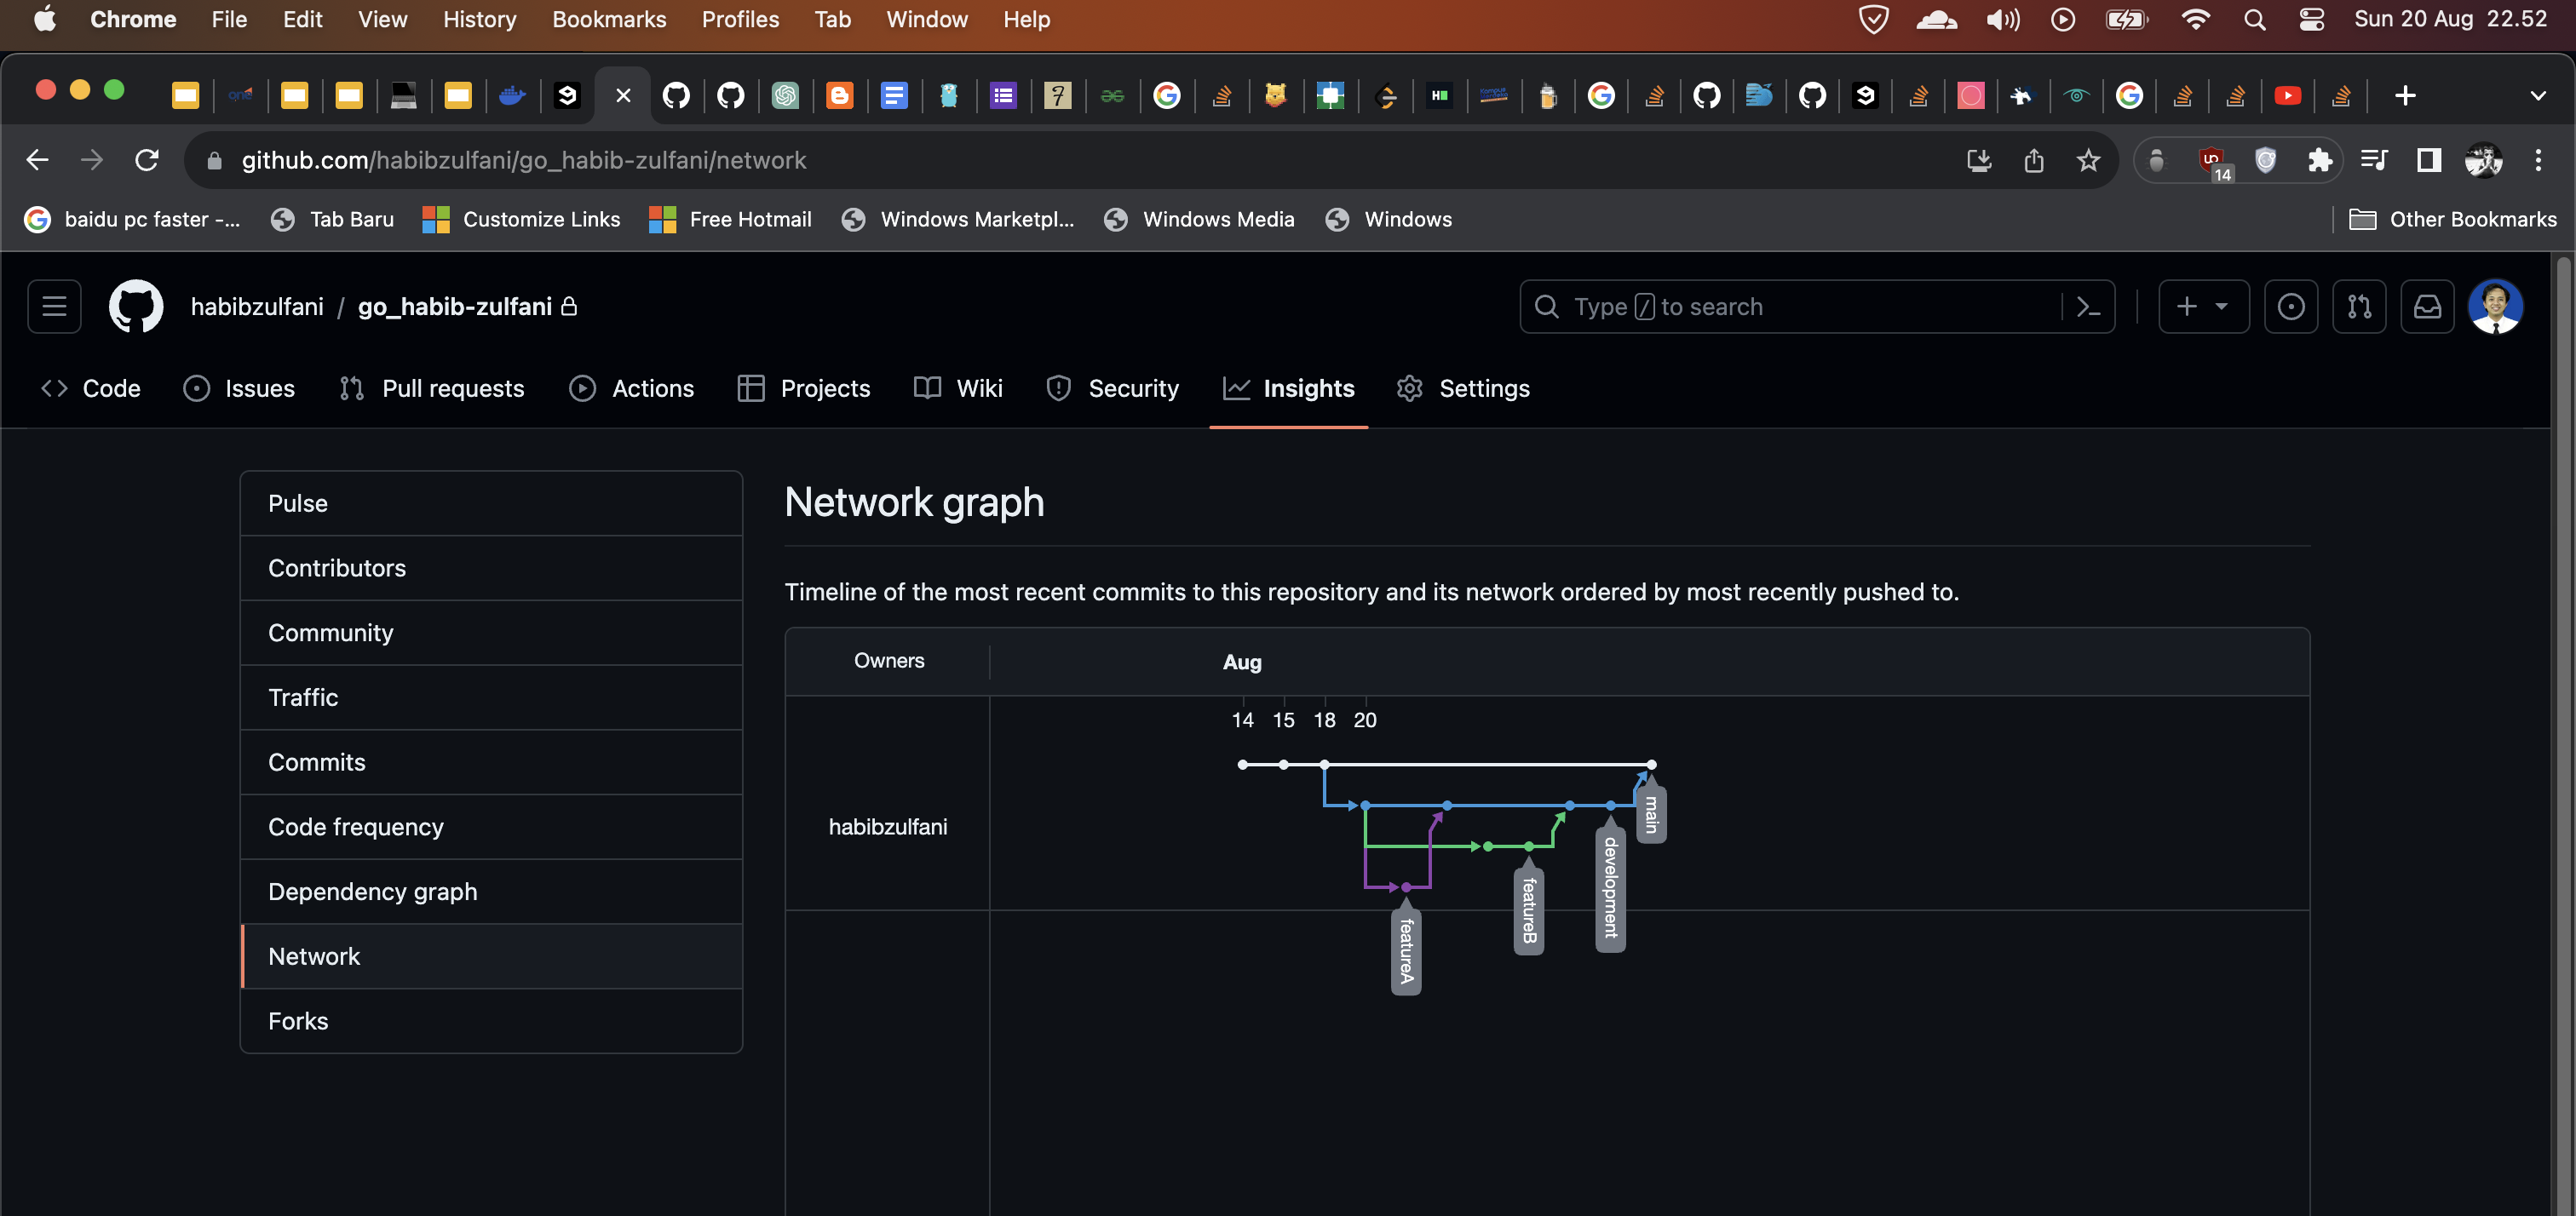 Chrome File Edit View History Bookmarks Profiles Tab Window Help Sun 20 Aug 22.52
github.com/habibzulfani/go_habib-zulfani/network
14
baidu pc faster -... Tab Baru Customize Links Free Hotmail Windows Marketpl... Windows Media Windows Other Bookmarks
habibzulfani / go_habib-zulfani Type / to search
Code Issues Pull requests Actions Projects Wiki Security Insights Settings
Pulse
Contributors
Community
Traffic
Commits
Code frequency
Dependency graph
Network
Forks
Network graph
Timeline of the most recent commits to this repository and its network ordered by most recently pushed to.
Owners Aug
14 15 18 20
habibzulfani
main
development
featureB
featureA